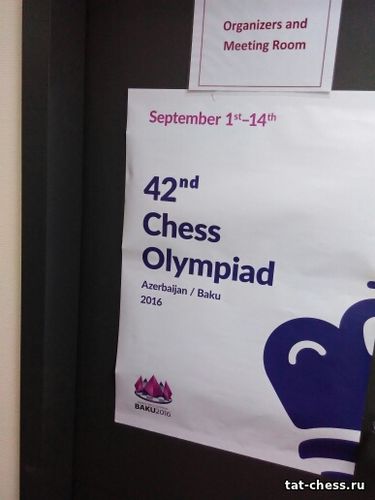 Organizers and
Meeting Room
September 1st–14th
42nd
Chess
Olympiad
Azerbaijan / Baku
2016
BAKU2016
tat-chess.ru